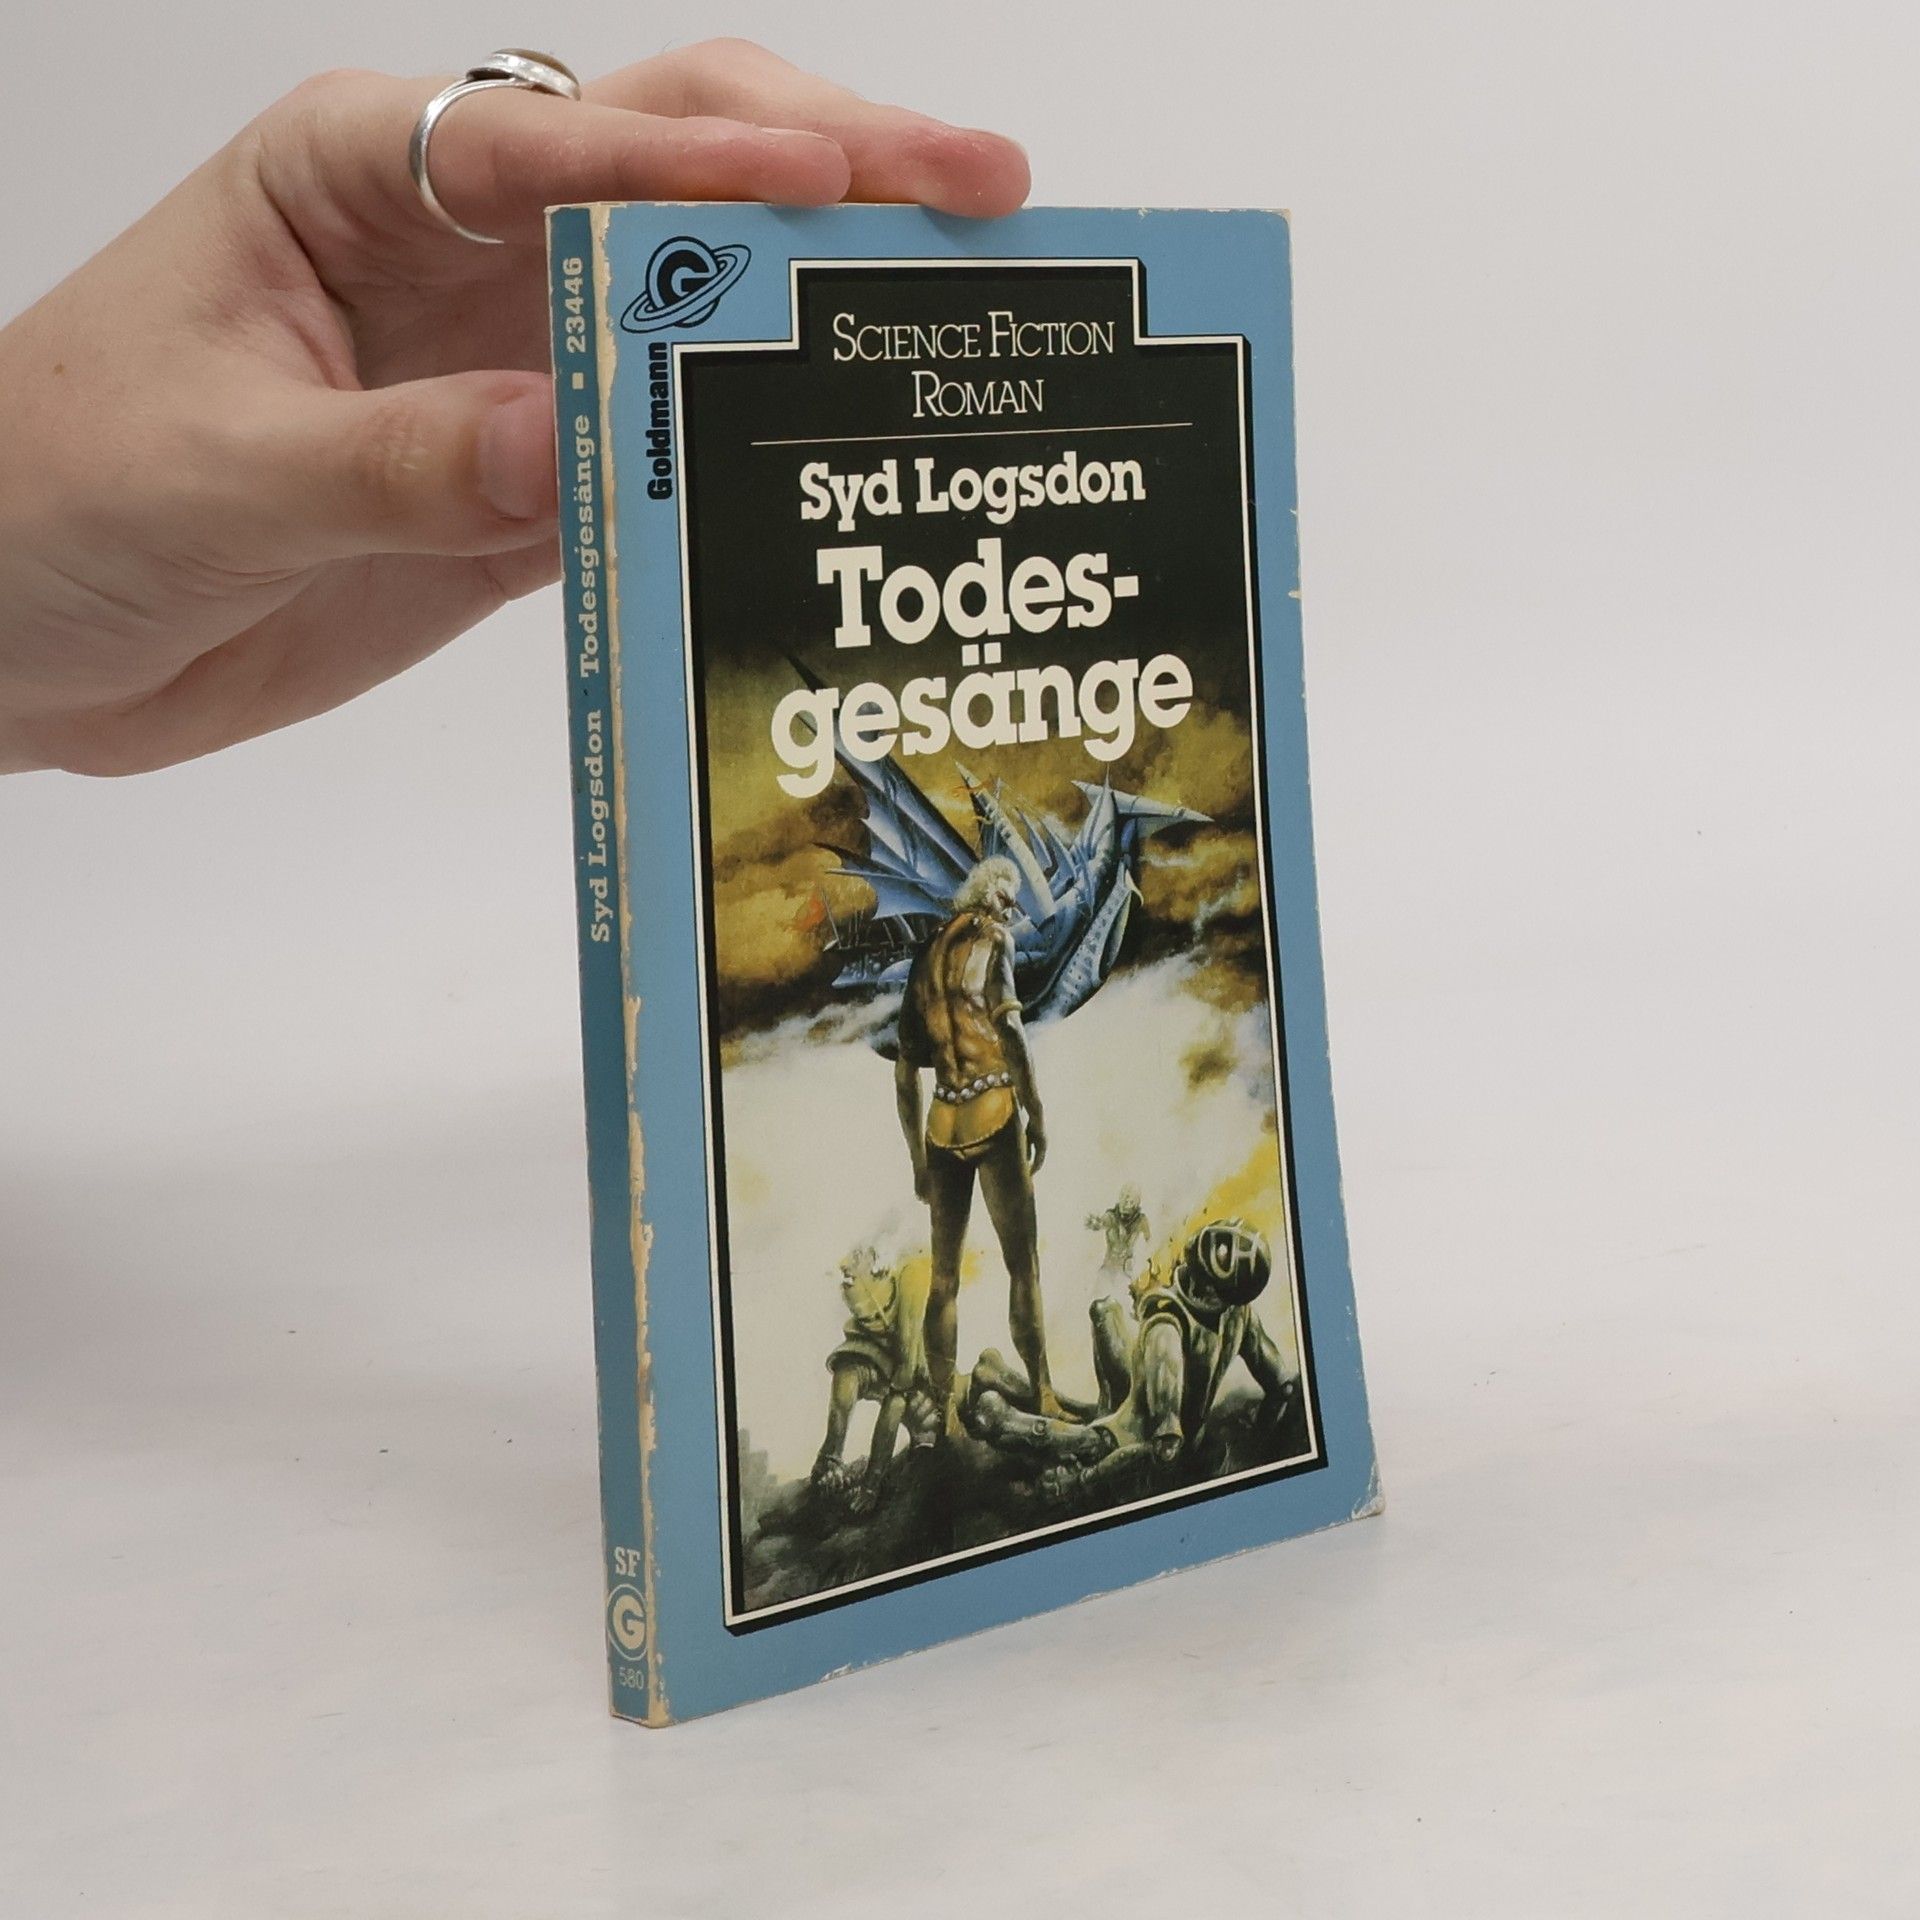 Syd Logsdon Todesgesänge ▪ 23446
SF
G
580
G
Goldmann
SCIENCE FICTION
ROMAN
Syd Logsdon
Todes-
gesänge